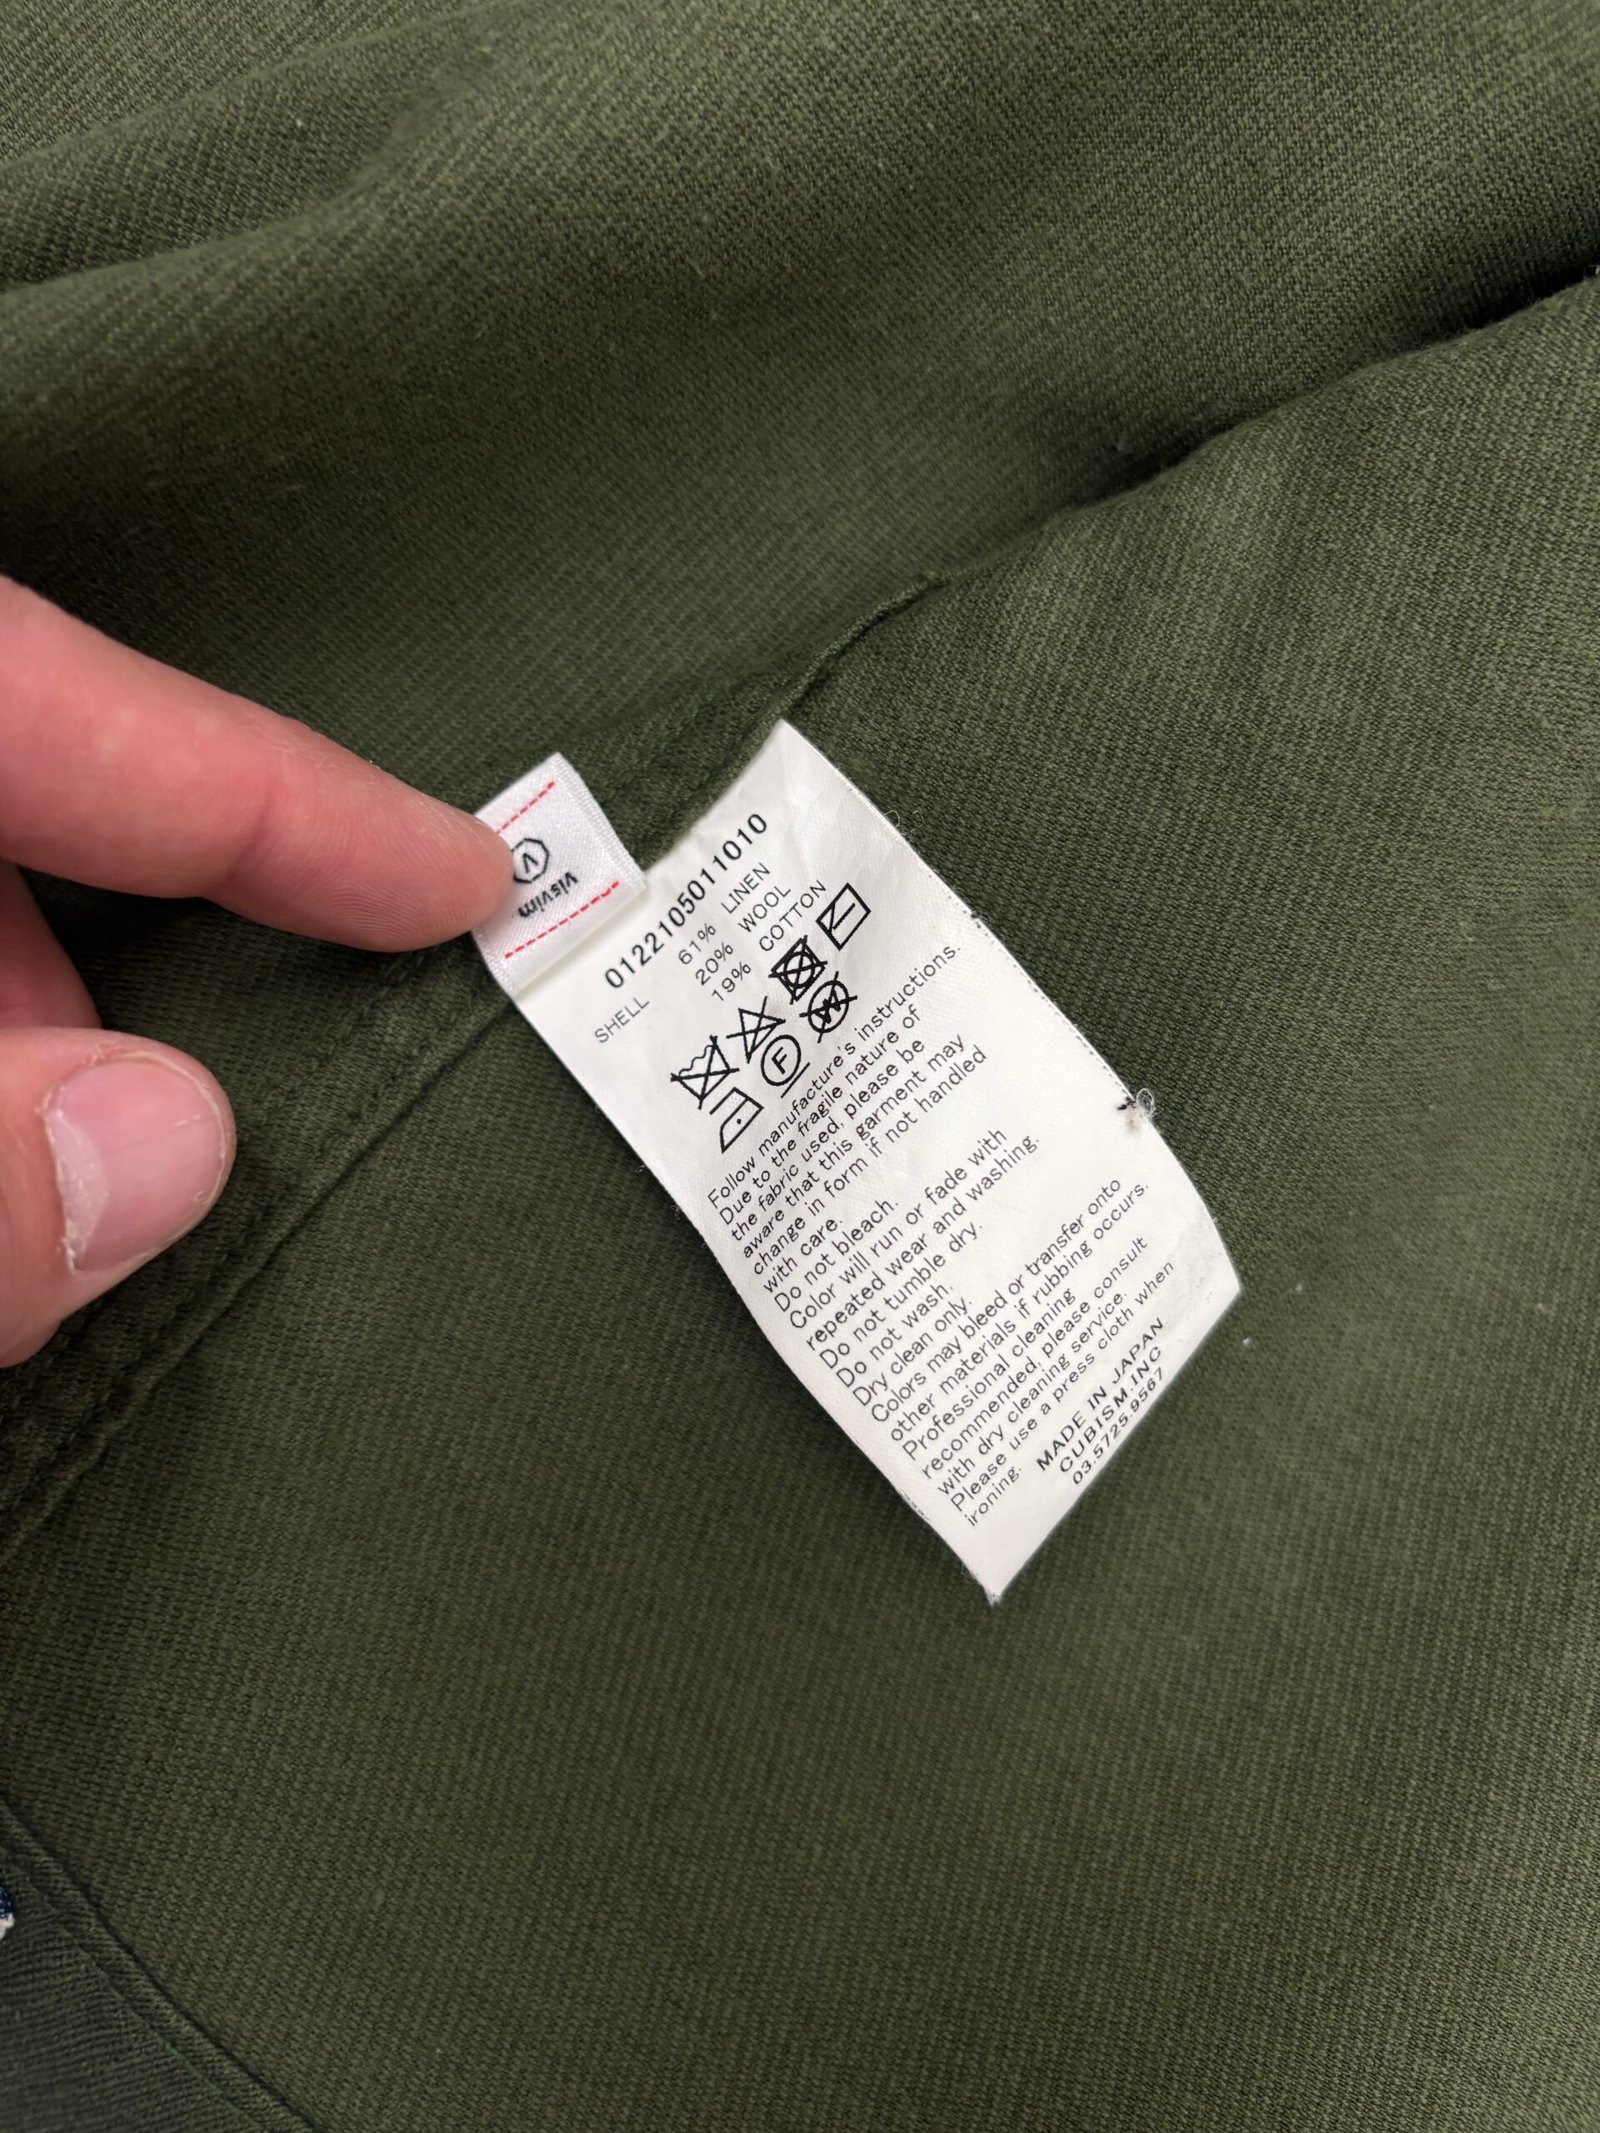 visvim
0122105011010
SHELL 61% LINEN
20% WOOL
19% COTTON
F
W
Follow manufacture's instructions.
Due to the fragile nature of
the fabric used, please be
aware that this garment may
change in form if not handled
with care.
Do not bleach.
Color will run or fade with
repeated wear and washing.
Do not tumble dry.
Do not wash.
Dry clean only.
Colors may bleed or transfer onto
other materials if rubbing occurs.
Professional cleaning
recommended, please consult
with dry cleaning service.
Please use a press cloth when
ironing.
MADE IN JAPAN
CUBISM.INC
03.5725.9567